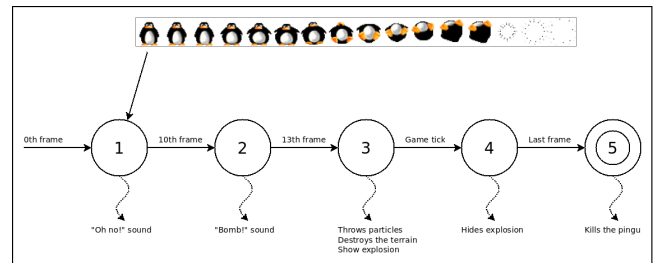 0th frame
1
10th frame
2
13th frame
3
Game tick
4
Last frame
5
"Oh no!" sound
"Bomb!" sound
Throws particles
Destroys the terrain
Show explosion
Hides explosion
Kills the pingu